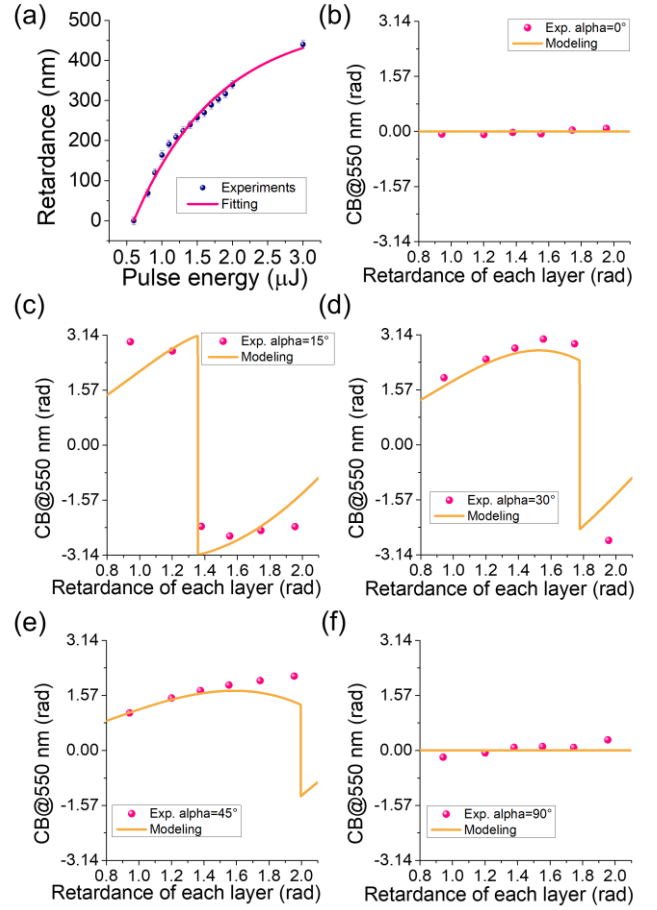 (a)
500
400
300
200
100
0
Retardance (nm)
Experiments
Fitting
0.5 1.0 1.5 2.0 2.5 3.0
Pulse energy (μJ)
(b)
3.14
1.57
0.00
-1.57
-3.14
CB@550 nm (rad)
Exp. alpha=0°
Modeling
0.8 1.0 1.2 1.4 1.6 1.8 2.0
Retardance of each layer (rad)
(c)
3.14
1.57
0.00
-1.57
-3.14
CB@550 nm (rad)
Exp. alpha=15°
Modeling
0.8 1.0 1.2 1.4 1.6 1.8 2.0
Retardance of each layer (rad)
(d)
3.14
1.57
0.00
-1.57
-3.14
CB@550 nm (rad)
Exp. alpha=30°
Modeling
0.8 1.0 1.2 1.4 1.6 1.8 2.0
Retardance of each layer (rad)
(e)
3.14
1.57
0.00
-1.57
-3.14
CB@550 nm (rad)
Exp. alpha=45°
Modeling
0.8 1.0 1.2 1.4 1.6 1.8 2.0
Retardance of each layer (rad)
(f)
3.14
1.57
0.00
-1.57
-3.14
CB@550 nm (rad)
Exp. alpha=90°
Modeling
0.8 1.0 1.2 1.4 1.6 1.8 2.0
Retardance of each layer (rad)